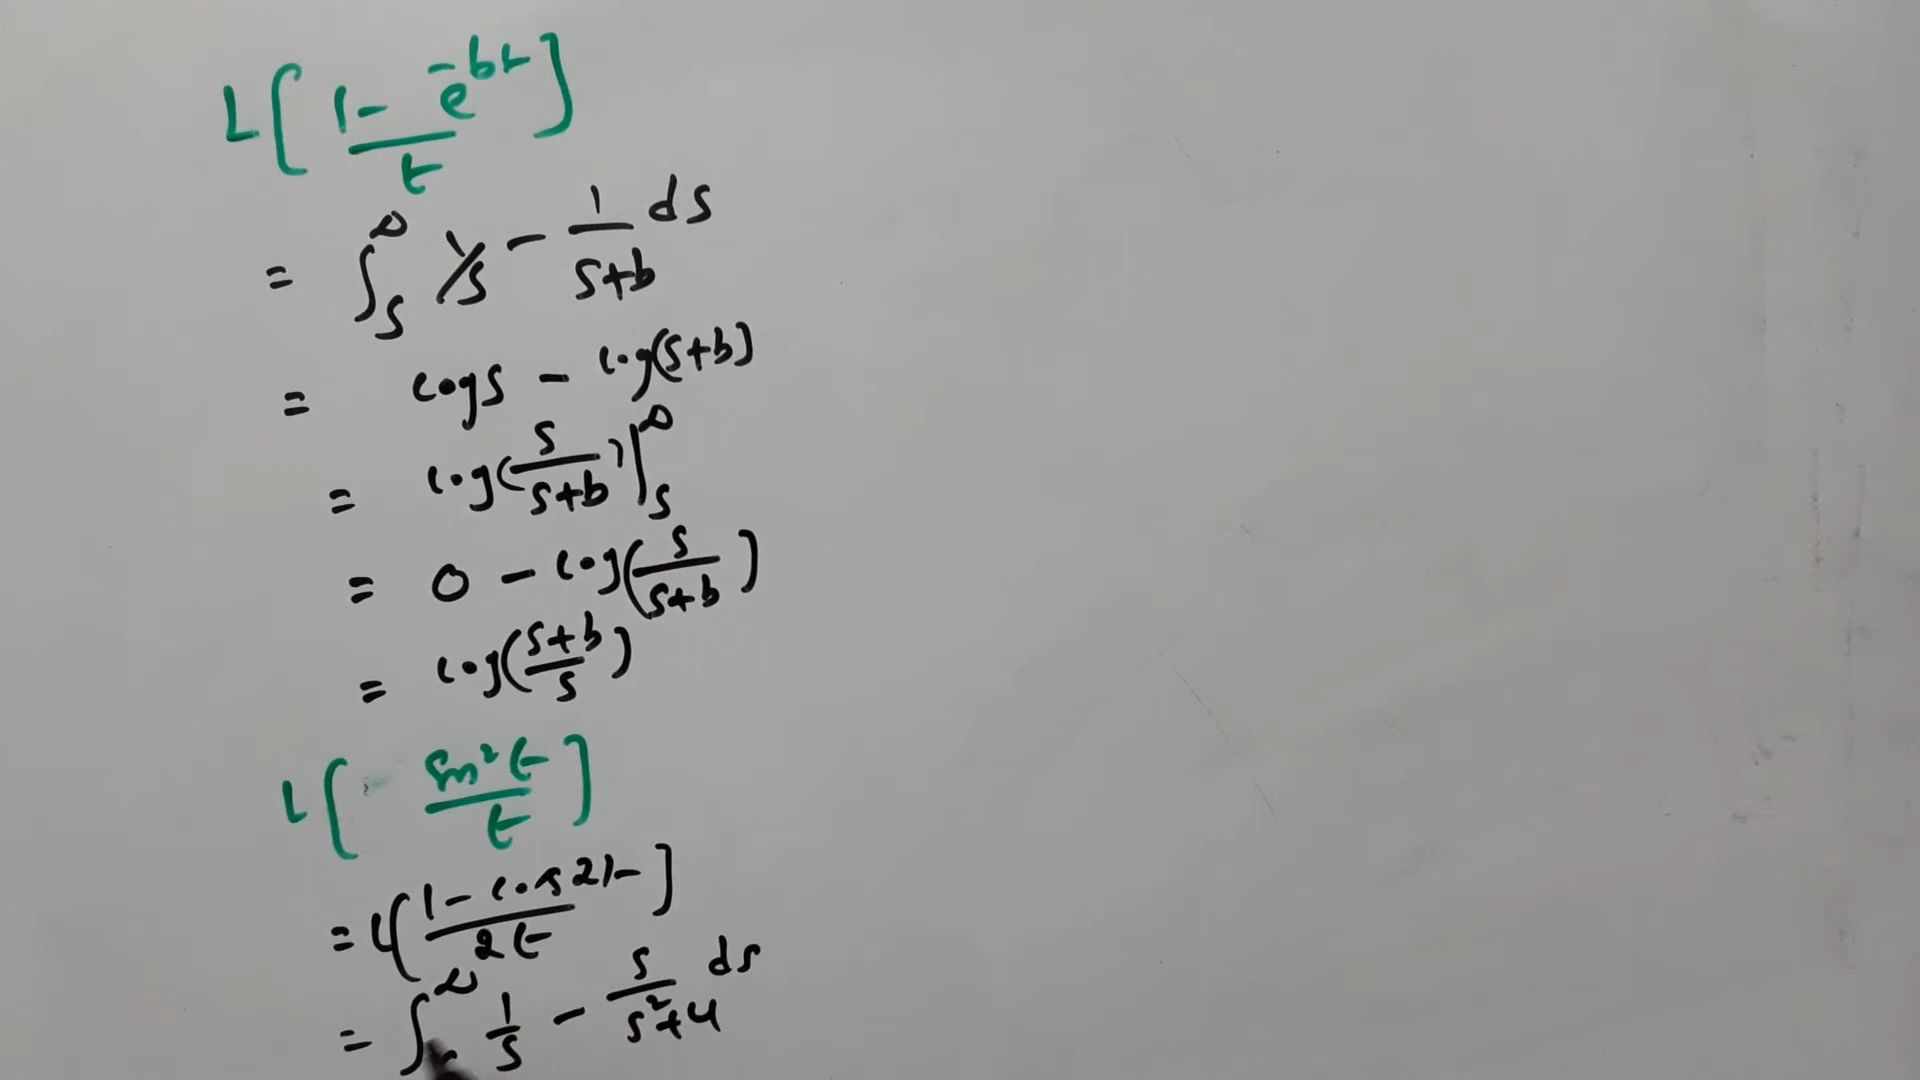 L[ (1 - e^-bt) / t ]
= ∫_s^∞ 1/s - 1/(s+b) ds
= log s - log(s+b)
= log( s/(s+b) ) |_s^∞
= 0 - log( s/(s+b) )
= log( (s+b)/s )
L[ sin²t / t ]
= L[ (1 - cos2t) / 2t ]
= ∫^∞ 1/s - s/(s²+4) ds